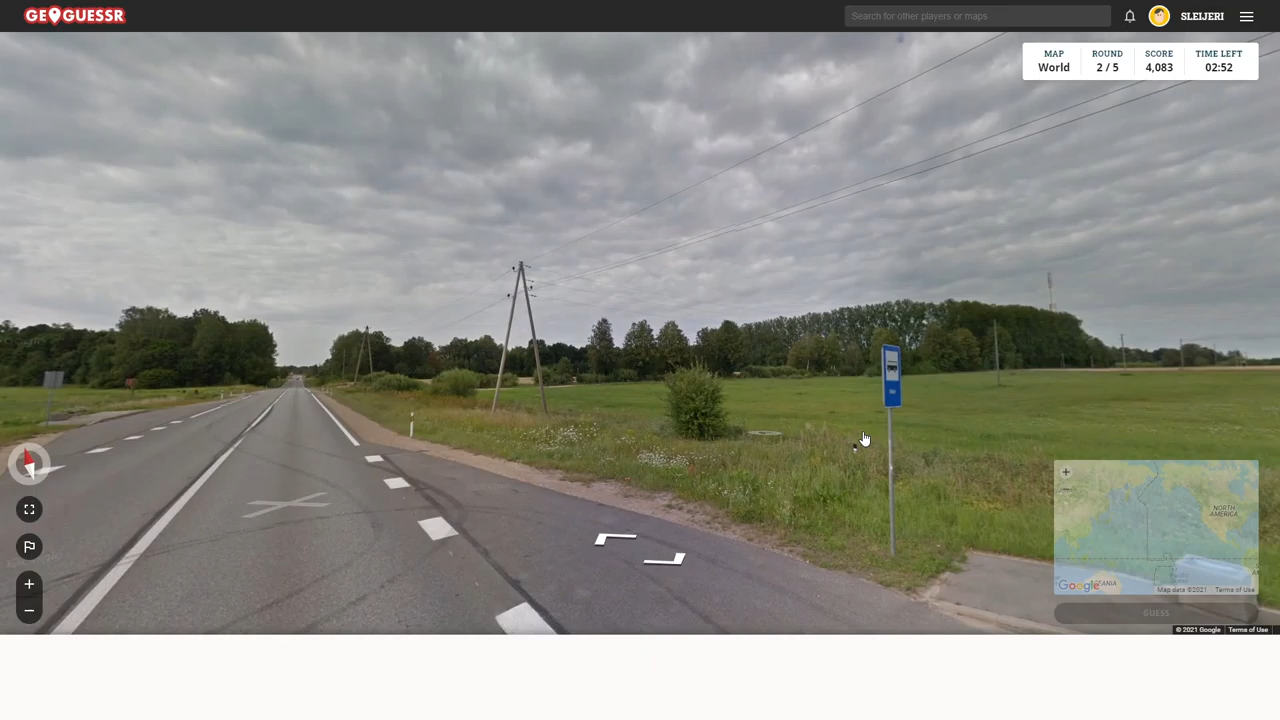 GEOGUESSR
Search for other players or maps
SLEIJERI
MAP
World
ROUND
2 / 5
SCORE
4,083
TIME LEFT
02:52
NORTH
AMERICA
Google
Map data ©2021
Terms of Use
GUESS
© 2021 Google
Terms of Use